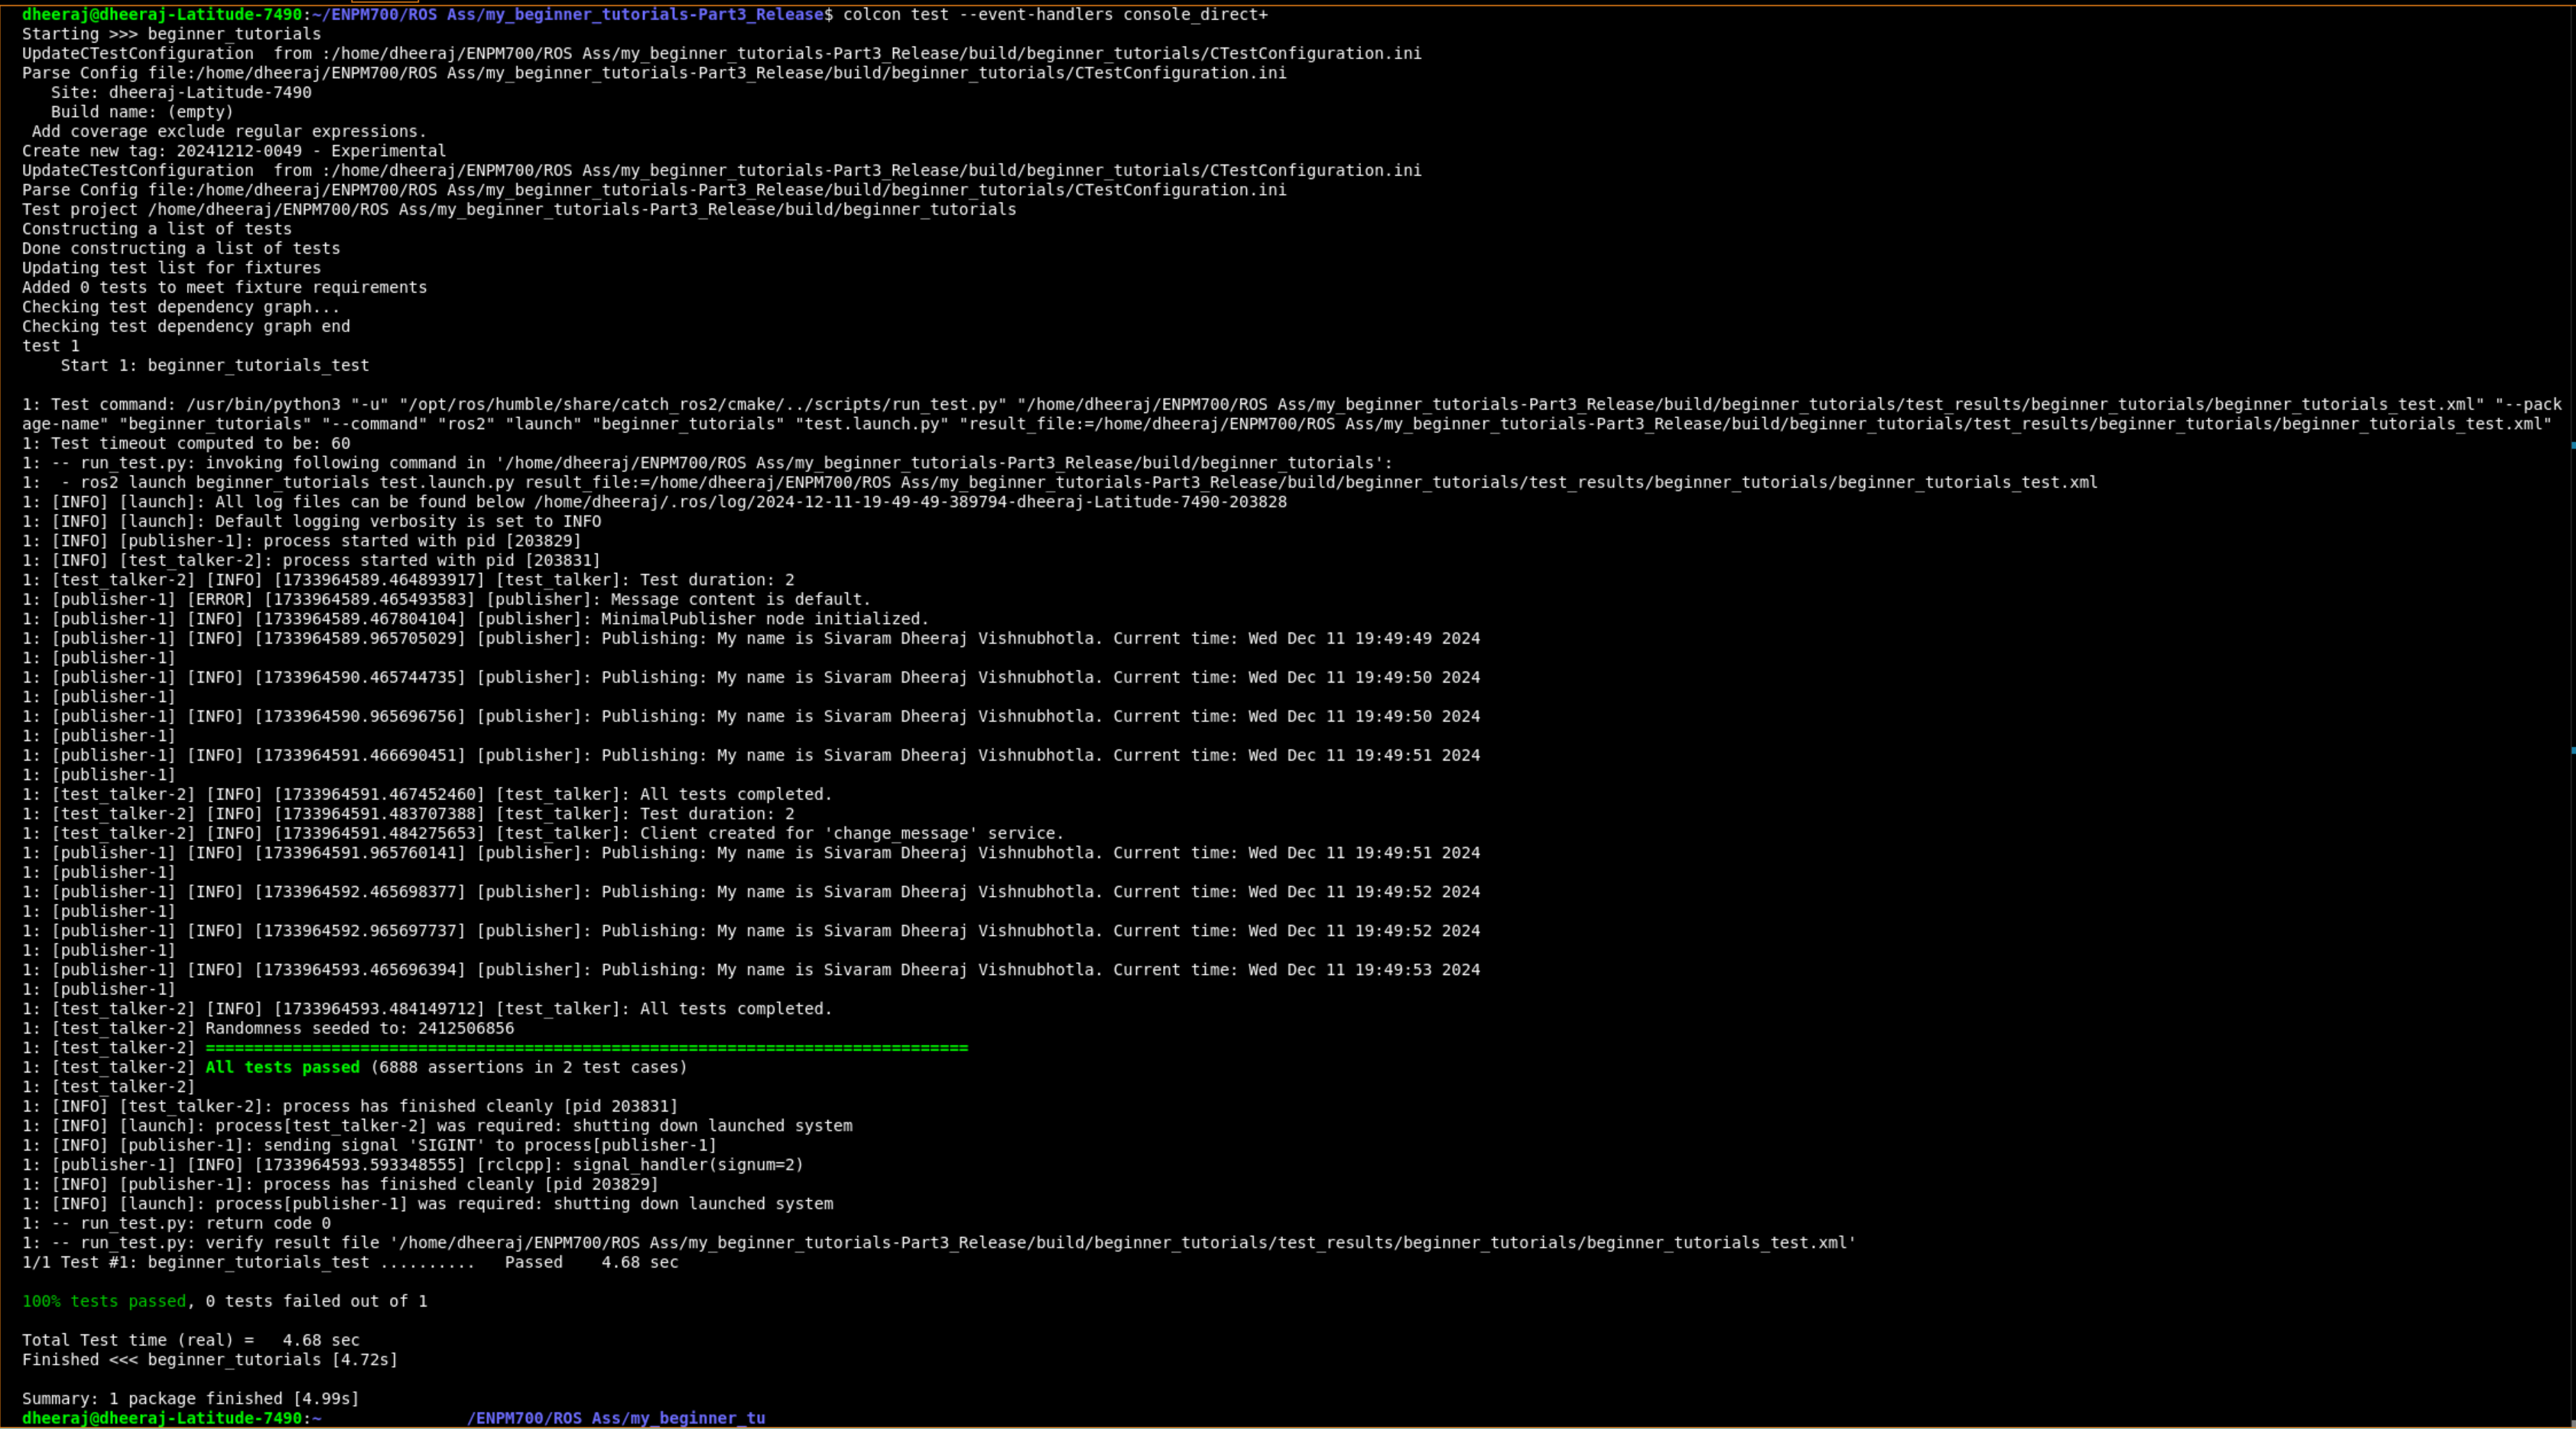 dheeraj@dheeraj-Latitude-7490:~/ENPM700/ROS Ass/my_beginner_tutorials-Part3_Release$ colcon test --event-handlers console_direct+
Starting >>> beginner_tutorials
UpdateCTestConfiguration  from :/home/dheeraj/ENPM700/ROS Ass/my_beginner_tutorials-Part3_Release/build/beginner_tutorials/CTestConfiguration.ini
Parse Config file:/home/dheeraj/ENPM700/ROS Ass/my_beginner_tutorials-Part3_Release/build/beginner_tutorials/CTestConfiguration.ini
   Site: dheeraj-Latitude-7490
   Build name: (empty)
 Add coverage exclude regular expressions.
Create new tag: 20241212-0049 - Experimental
UpdateCTestConfiguration  from :/home/dheeraj/ENPM700/ROS Ass/my_beginner_tutorials-Part3_Release/build/beginner_tutorials/CTestConfiguration.ini
Parse Config file:/home/dheeraj/ENPM700/ROS Ass/my_beginner_tutorials-Part3_Release/build/beginner_tutorials/CTestConfiguration.ini
Test project /home/dheeraj/ENPM700/ROS Ass/my_beginner_tutorials-Part3_Release/build/beginner_tutorials
Constructing a list of tests
Done constructing a list of tests
Updating test list for fixtures
Added 0 tests to meet fixture requirements
Checking test dependency graph...
Checking test dependency graph end
test 1
    Start 1: beginner_tutorials_test
1: Test command: /usr/bin/python3 "-u" "/opt/ros/humble/share/catch_ros2/cmake/../scripts/run_test.py" "/home/dheeraj/ENPM700/ROS Ass/my_beginner_tutorials-Part3_Release/build/beginner_tutorials/test_results/beginner_tutorials/beginner_tutorials_test.xml" "--pack
age-name" "beginner_tutorials" "--command" "ros2" "launch" "beginner_tutorials" "test.launch.py" "result_file:=/home/dheeraj/ENPM700/ROS Ass/my_beginner_tutorials-Part3_Release/build/beginner_tutorials/test_results/beginner_tutorials/beginner_tutorials_test.xml"
1: Test timeout computed to be: 60
1: -- run_test.py: invoking following command in '/home/dheeraj/ENPM700/ROS Ass/my_beginner_tutorials-Part3_Release/build/beginner_tutorials':
1:  - ros2 launch beginner_tutorials test.launch.py result_file:=/home/dheeraj/ENPM700/ROS Ass/my_beginner_tutorials-Part3_Release/build/beginner_tutorials/test_results/beginner_tutorials/beginner_tutorials_test.xml
1: [INFO] [launch]: All log files can be found below /home/dheeraj/.ros/log/2024-12-11-19-49-49-389794-dheeraj-Latitude-7490-203828
1: [INFO] [launch]: Default logging verbosity is set to INFO
1: [INFO] [publisher-1]: process started with pid [203829]
1: [INFO] [test_talker-2]: process started with pid [203831]
1: [test_talker-2] [INFO] [1733964589.464893917] [test_talker]: Test duration: 2
1: [publisher-1] [ERROR] [1733964589.465493583] [publisher]: Message content is default.
1: [publisher-1] [INFO] [1733964589.467804104] [publisher]: MinimalPublisher node initialized.
1: [publisher-1] [INFO] [1733964589.965705029] [publisher]: Publishing: My name is Sivaram Dheeraj Vishnubhotla. Current time: Wed Dec 11 19:49:49 2024
1: [publisher-1]
1: [publisher-1] [INFO] [1733964590.465744735] [publisher]: Publishing: My name is Sivaram Dheeraj Vishnubhotla. Current time: Wed Dec 11 19:49:50 2024
1: [publisher-1]
1: [publisher-1] [INFO] [1733964590.965696756] [publisher]: Publishing: My name is Sivaram Dheeraj Vishnubhotla. Current time: Wed Dec 11 19:49:50 2024
1: [publisher-1]
1: [publisher-1] [INFO] [1733964591.466690451] [publisher]: Publishing: My name is Sivaram Dheeraj Vishnubhotla. Current time: Wed Dec 11 19:49:51 2024
1: [publisher-1]
1: [test_talker-2] [INFO] [1733964591.467452460] [test_talker]: All tests completed.
1: [test_talker-2] [INFO] [1733964591.483707388] [test_talker]: Test duration: 2
1: [test_talker-2] [INFO] [1733964591.484275653] [test_talker]: Client created for 'change_message' service.
1: [publisher-1] [INFO] [1733964591.965760141] [publisher]: Publishing: My name is Sivaram Dheeraj Vishnubhotla. Current time: Wed Dec 11 19:49:51 2024
1: [publisher-1]
1: [publisher-1] [INFO] [1733964592.465698377] [publisher]: Publishing: My name is Sivaram Dheeraj Vishnubhotla. Current time: Wed Dec 11 19:49:52 2024
1: [publisher-1]
1: [publisher-1] [INFO] [1733964592.965697737] [publisher]: Publishing: My name is Sivaram Dheeraj Vishnubhotla. Current time: Wed Dec 11 19:49:52 2024
1: [publisher-1]
1: [publisher-1] [INFO] [1733964593.465696394] [publisher]: Publishing: My name is Sivaram Dheeraj Vishnubhotla. Current time: Wed Dec 11 19:49:53 2024
1: [publisher-1]
1: [test_talker-2] [INFO] [1733964593.484149712] [test_talker]: All tests completed.
1: [test_talker-2] Randomness seeded to: 2412506856
1: [test_talker-2] ===============================================================================
1: [test_talker-2] All tests passed (6888 assertions in 2 test cases)
1: [test_talker-2]
1: [INFO] [test_talker-2]: process has finished cleanly [pid 203831]
1: [INFO] [launch]: process[test_talker-2] was required: shutting down launched system
1: [INFO] [publisher-1]: sending signal 'SIGINT' to process[publisher-1]
1: [publisher-1] [INFO] [1733964593.593348555] [rclcpp]: signal_handler(signum=2)
1: [INFO] [publisher-1]: process has finished cleanly [pid 203829]
1: [INFO] [launch]: process[publisher-1] was required: shutting down launched system
1: -- run_test.py: return code 0
1: -- run_test.py: verify result file '/home/dheeraj/ENPM700/ROS Ass/my_beginner_tutorials-Part3_Release/build/beginner_tutorials/test_results/beginner_tutorials/beginner_tutorials_test.xml'
1/1 Test #1: beginner_tutorials_test ..........   Passed    4.68 sec
100% tests passed, 0 tests failed out of 1
Total Test time (real) =   4.68 sec
Finished <<< beginner_tutorials [4.72s]
Summary: 1 package finished [4.99s]
dheeraj@dheeraj-Latitude-7490:~               /ENPM700/ROS Ass/my_beginner_tu